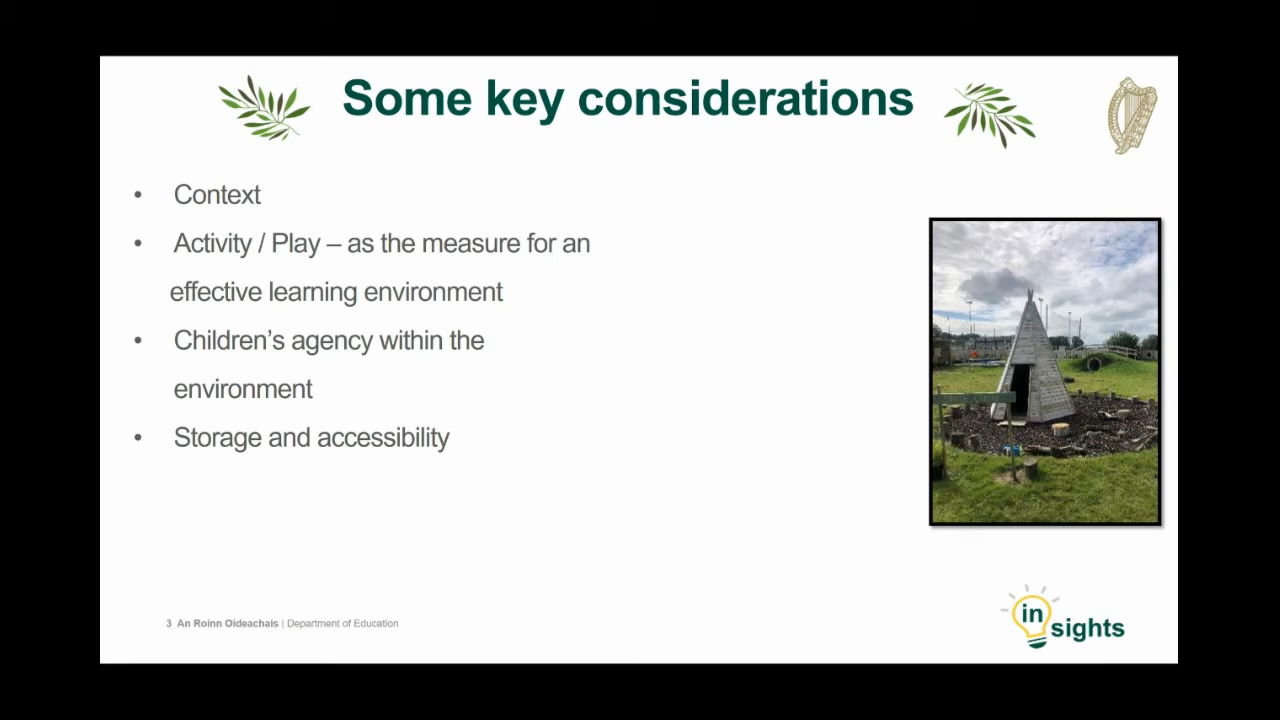 Some key considerations
• Context
• Activity / Play – as the measure for an
effective learning environment
• Children's agency within the
environment
• Storage and accessibility
3 An Roinn Oideachais | Department of Education
in
sights